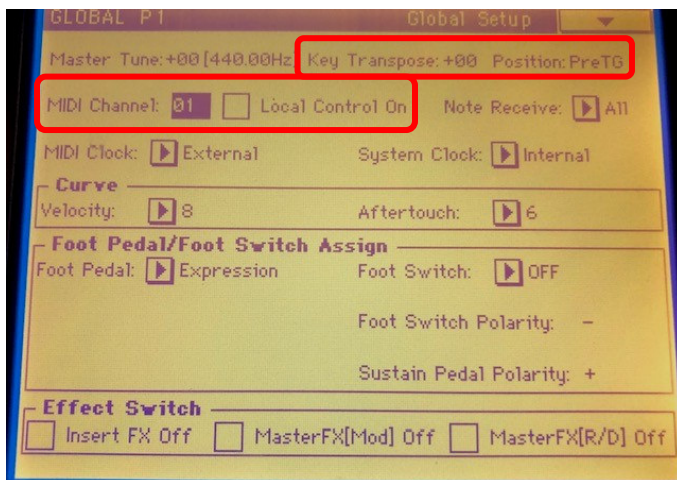 GLOBAL P1 Global Setup
Master Tune:+00[440.00Hz] Key Transpose:+00 Position:PreTG
MIDI Channel: 01 Local Control On Note Receive: All
MIDI Clock: External System Clock: Internal
Curve
Velocity: 8 Aftertouch: 6
Foot Pedal/Foot Switch Assign
Foot Pedal: Expression Foot Switch: OFF
Foot Switch Polarity: -
Sustain Pedal Polarity: +
Effect Switch
Insert FX Off MasterFX[Mod] Off MasterFX[R/D] Off